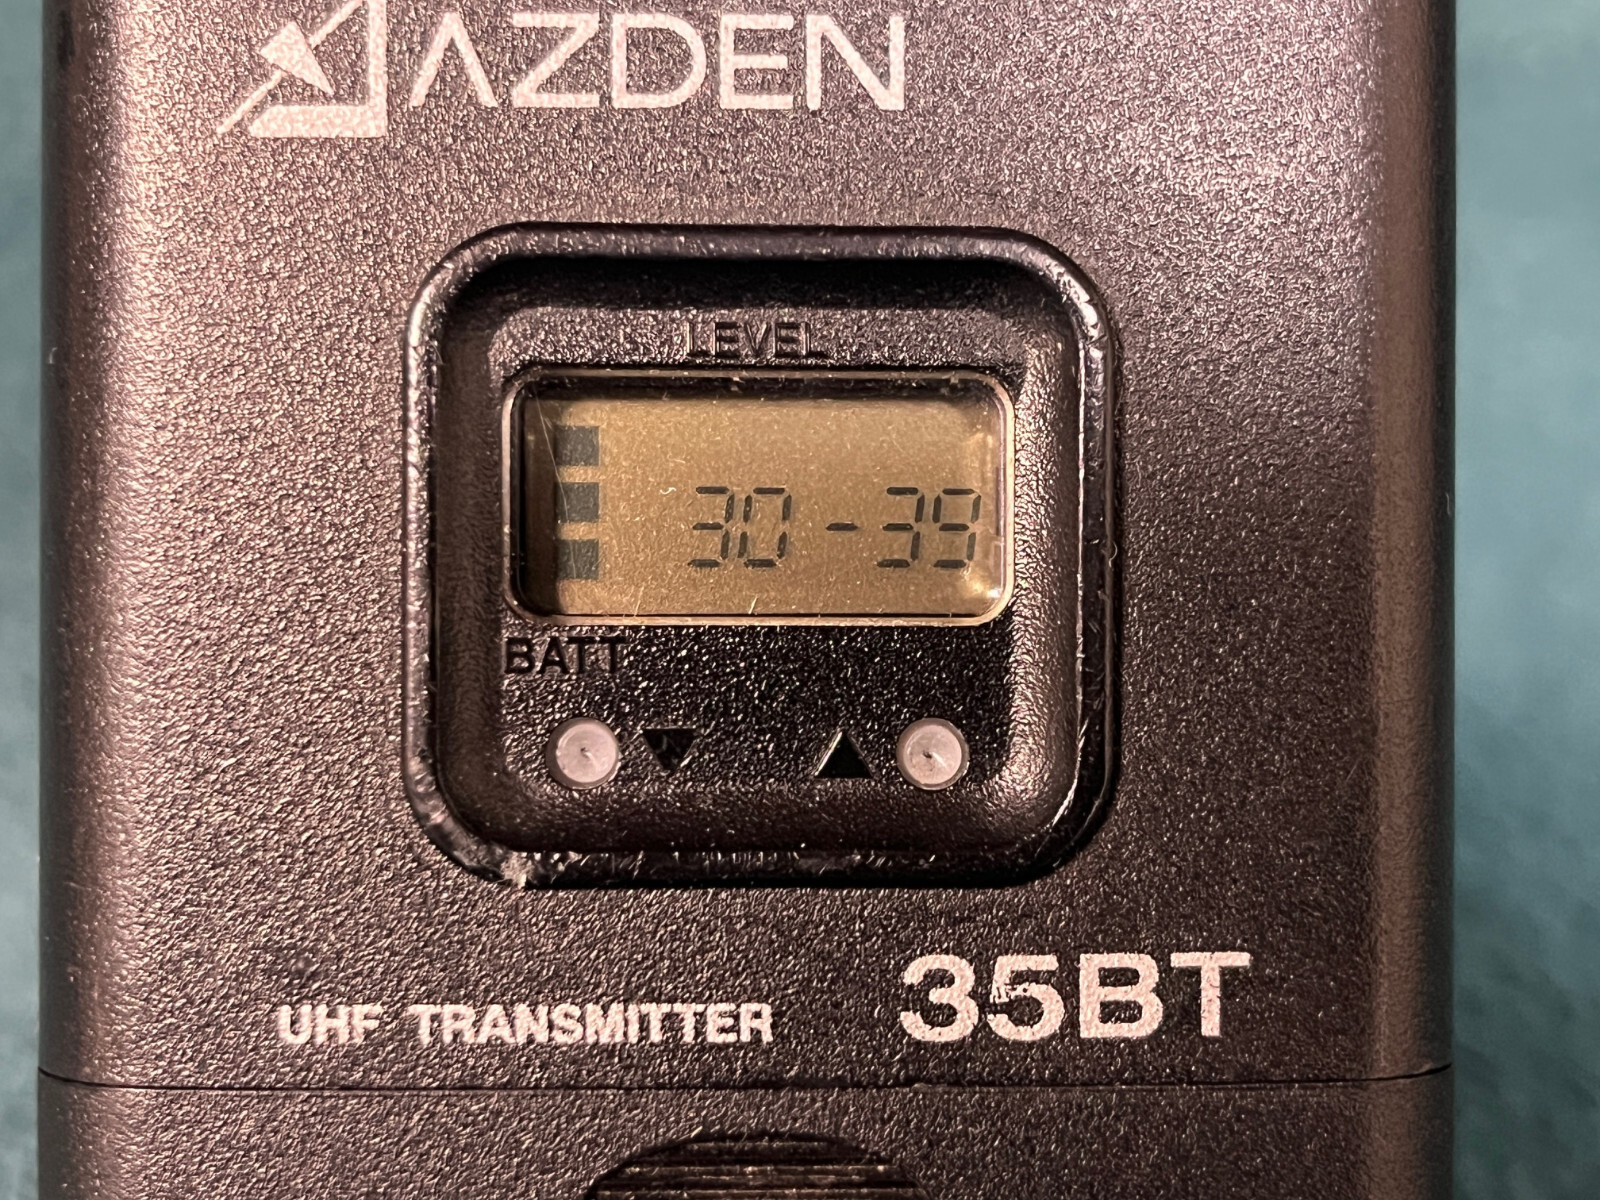 AZDEN
LEVEL
30-39
BATT
UHF TRANSMITTER 35BT